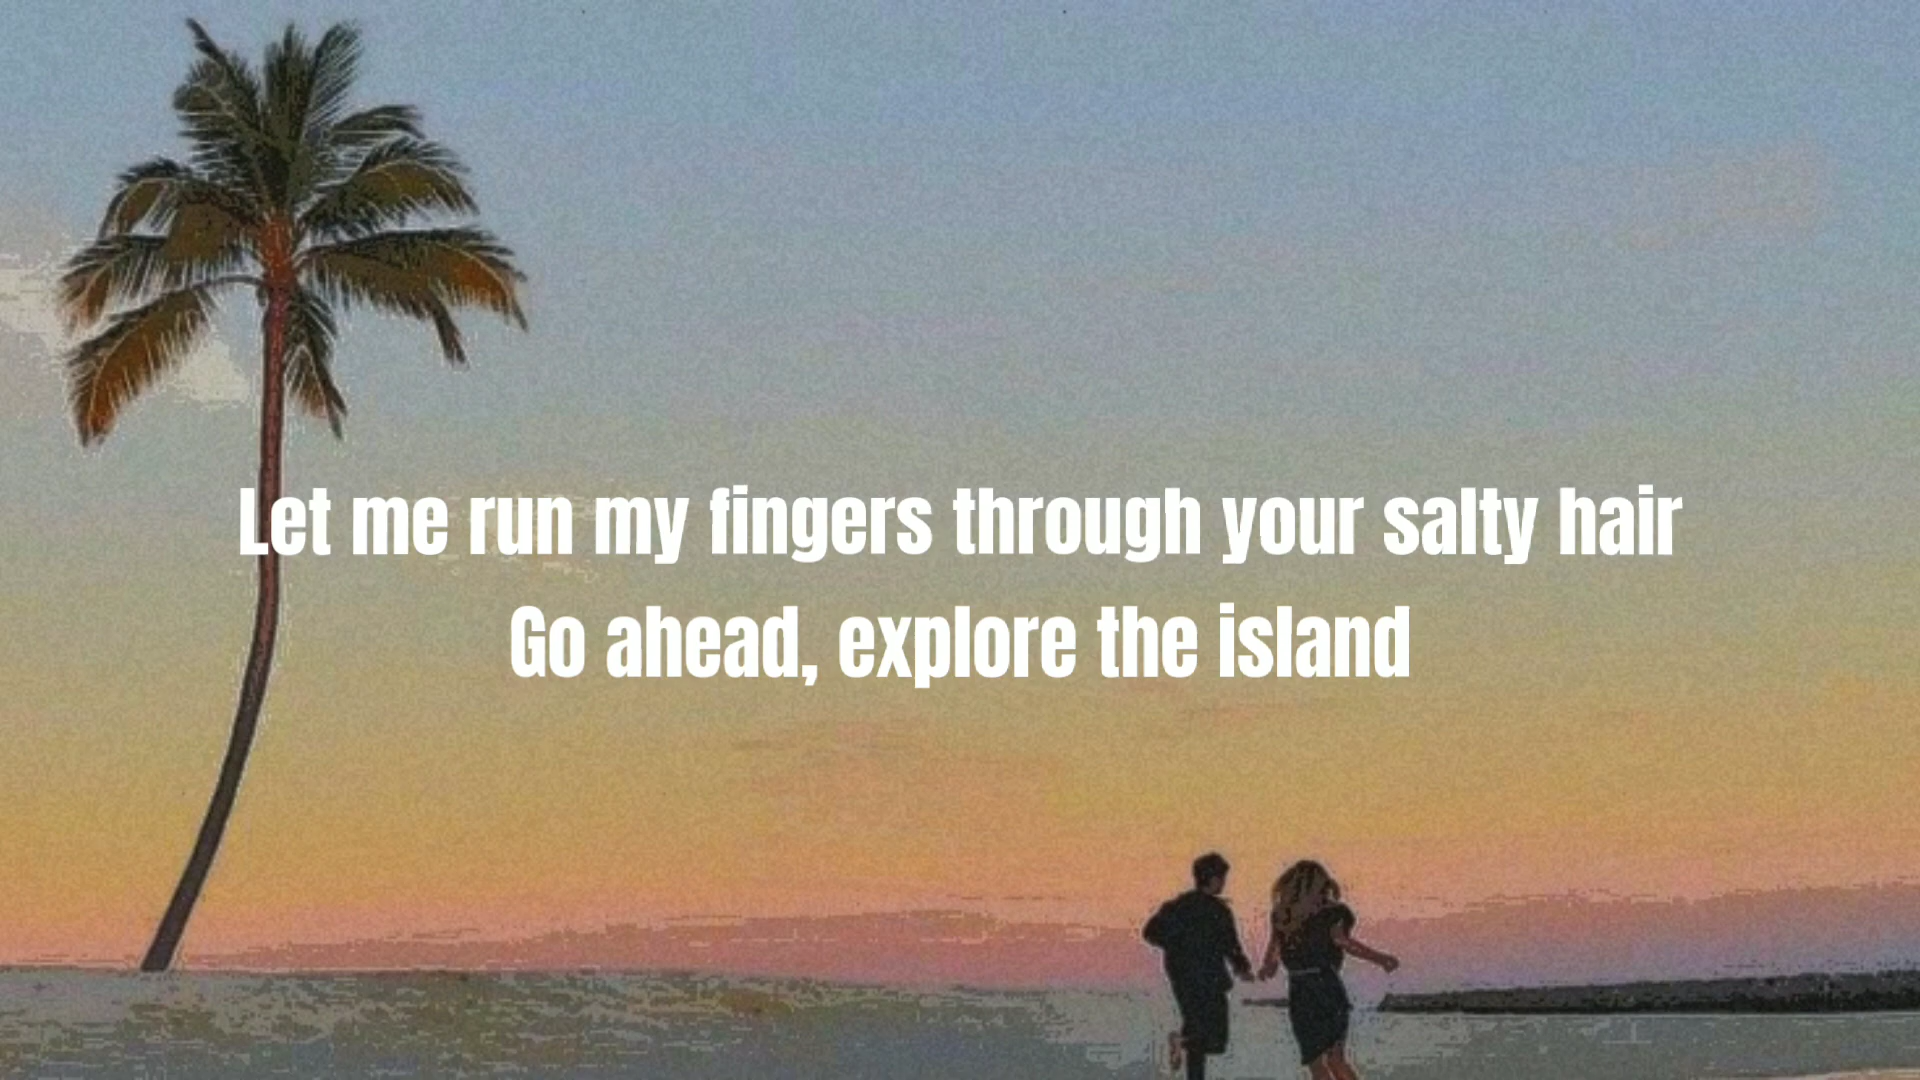 Let me run my fingers through your salty hair
Go ahead, explore the island